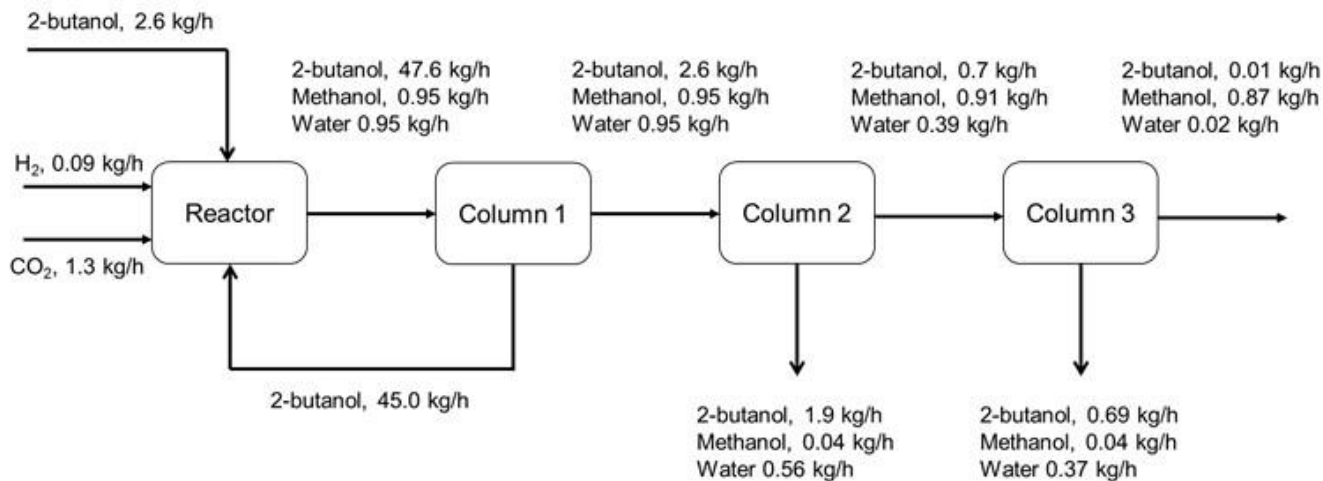 2-butanol, 2.6 kg/h
H₂, 0.09 kg/h
CO₂, 1.3 kg/h
Reactor
2-butanol, 47.6 kg/h
Methanol, 0.95 kg/h
Water 0.95 kg/h
Column 1
2-butanol, 45.0 kg/h
2-butanol, 2.6 kg/h
Methanol, 0.95 kg/h
Water 0.95 kg/h
Column 2
2-butanol, 1.9 kg/h
Methanol, 0.04 kg/h
Water 0.56 kg/h
2-butanol, 0.7 kg/h
Methanol, 0.91 kg/h
Water 0.39 kg/h
Column 3
2-butanol, 0.69 kg/h
Methanol, 0.04 kg/h
Water 0.37 kg/h
2-butanol, 0.01 kg/h
Methanol, 0.87 kg/h
Water 0.02 kg/h